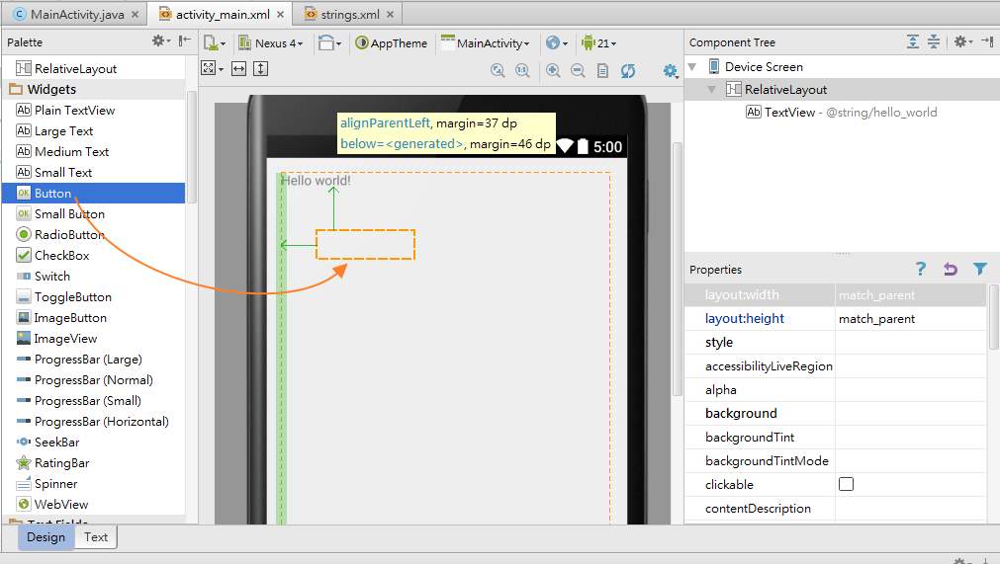 MainActivity.java
activity_main.xml
strings.xml
Palette
Nexus 4
AppTheme
MainActivity
21
Component Tree
RelativeLayout
Widgets
Plain TextView
Large Text
Medium Text
Small Text
Button
Small Button
RadioButton
CheckBox
Switch
ToggleButton
ImageButton
ImageView
ProgressBar (Large)
ProgressBar (Normal)
ProgressBar (Small)
ProgressBar (Horizontal)
SeekBar
RatingBar
Spinner
WebView
Text Fields
Design
Text
alignParentLeft, margin=37 dp
below=<generated>, margin=46 dp
5:00
Hello world!
Device Screen
RelativeLayout
Ab TextView - @string/hello_world
Properties
layout:width match_parent
layout:height match_parent
style
accessibilityLiveRegion
alpha
background
backgroundTint
backgroundTintMode
clickable
contentDescription